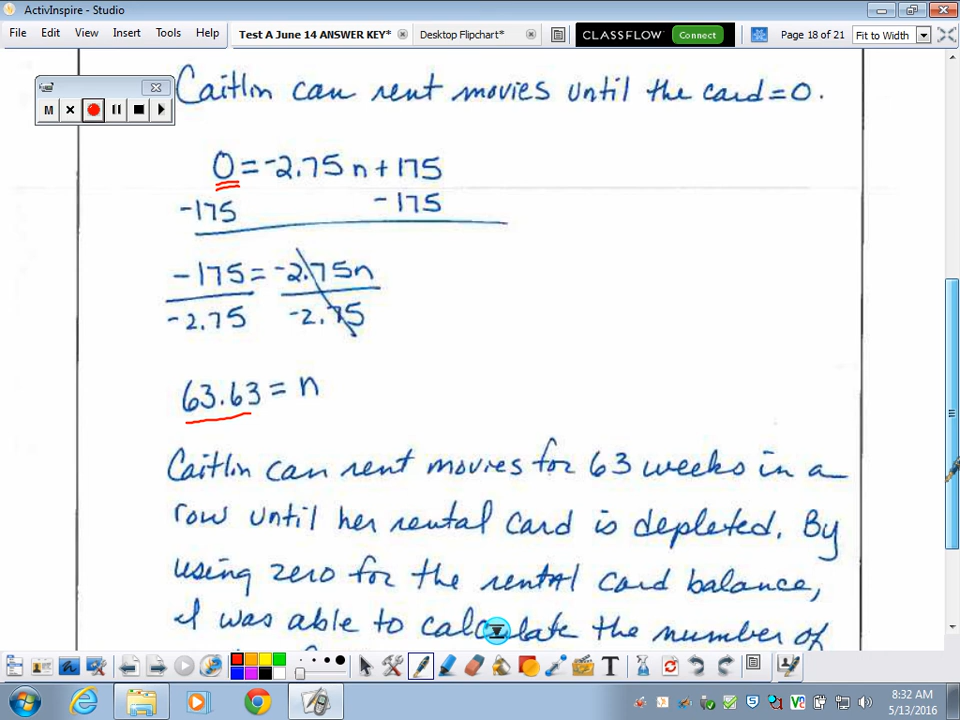 ActivInspire - Studio
File Edit View Insert Tools Help
Test A June 14 ANSWER KEY*
Desktop Flipchart*
CLASSFLOW Connect
Page 18 of 21
Fit to Width
M
Caitlin can rent movies until the card = 0.
0 = -2.75n + 175
-175 -175
-175 = -2.75n
-2.75 -2.75
63.63 = n
Caitlin can rent movies for 63 weeks in a
row until her rental card is depleted. By
using zero for the rental card balance,
I was able to calculate the number of
8:32 AM
5/13/2016